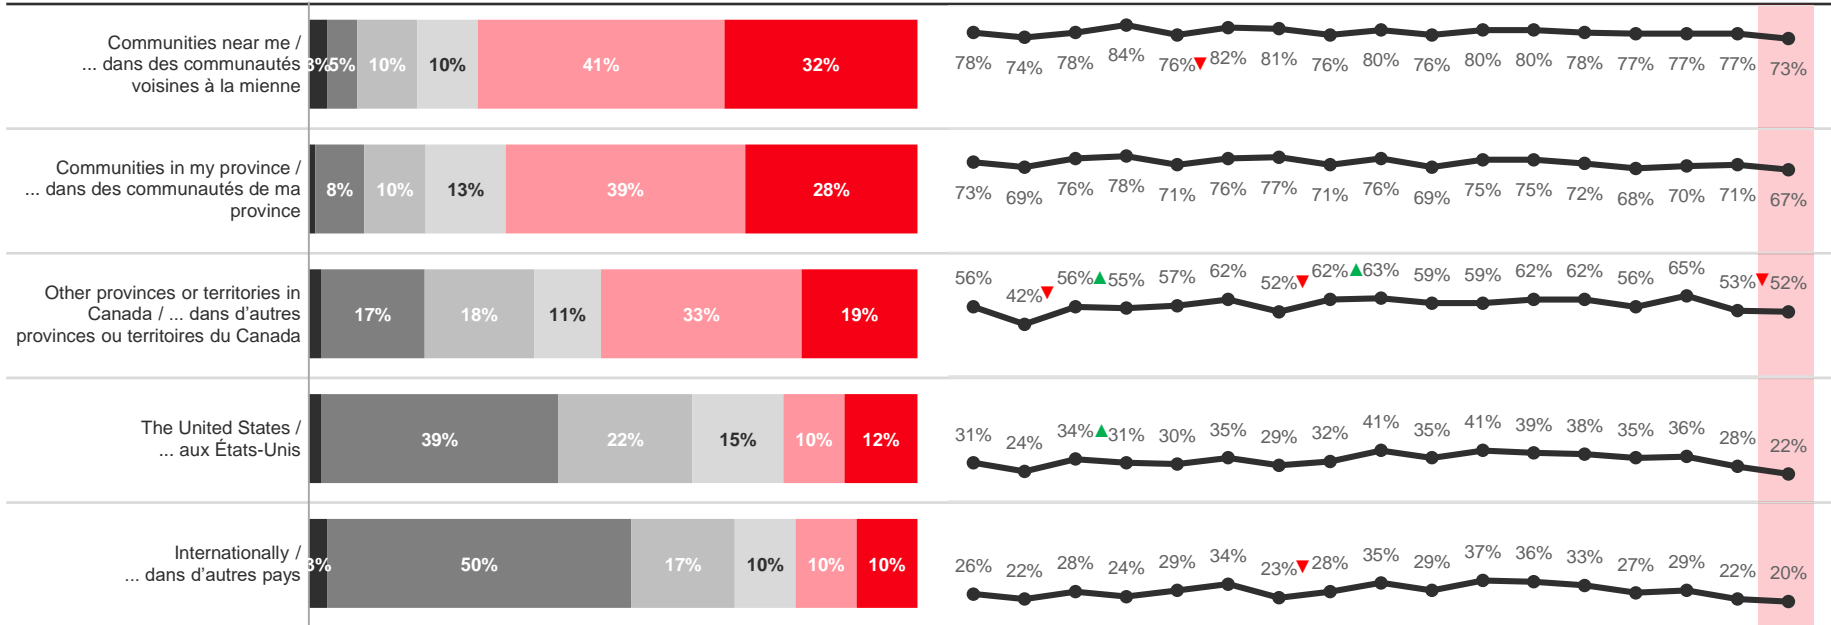 Communities near me /
... dans des communautés
voisines à la mienne
3% 5% 10% 10% 41% 32%
78% 74% 78% 84% 76%▼ 82% 81% 76% 80% 76% 80% 80% 78% 77% 77% 77% 73%
Communities in my province /
... dans des communautés de ma
province
8% 10% 13% 39% 28%
73% 69% 76% 78% 71% 76% 77% 71% 76% 69% 75% 75% 72% 68% 70% 71% 67%
Other provinces or territories in
Canada / ... dans d’autres
provinces ou territoires du Canada
17% 18% 11% 33% 19%
56% 42%▼ 56%▲ 55% 57% 62% 52%▼ 62%▲ 63% 59% 59% 62% 62% 56% 65% 53%▼ 52%
The United States /
... aux États-Unis
39% 22% 15% 10% 12%
31% 24% 34%▲ 31% 30% 35% 29% 32% 41% 35% 41% 39% 38% 35% 36% 28% 22%
Internationally /
... dans d’autres pays
3% 50% 17% 10% 10% 10%
26% 22% 28% 24% 29% 34% 23%▼ 28% 35% 29% 37% 36% 33% 27% 29% 22% 20%